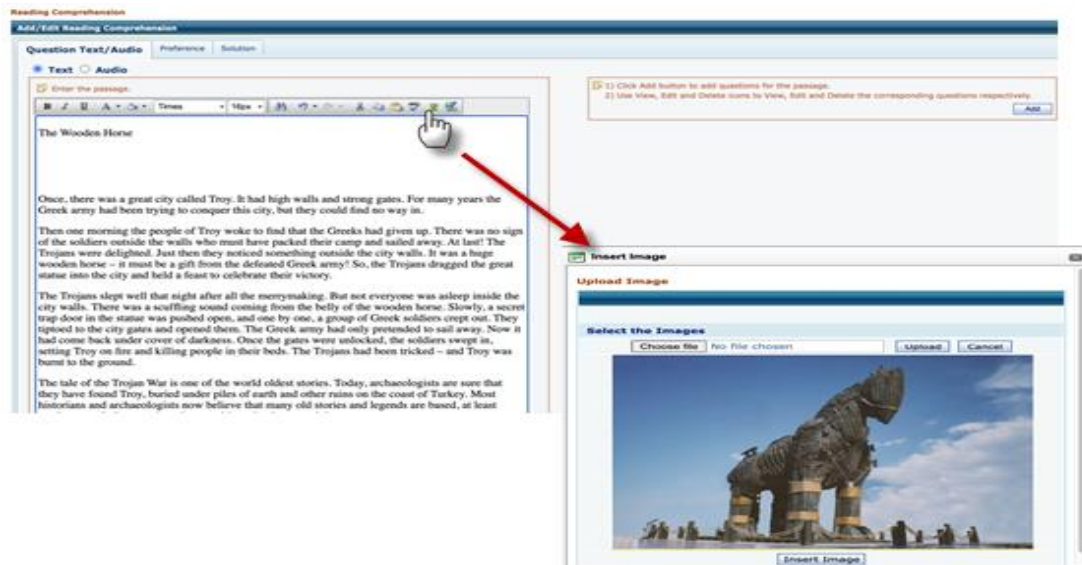 Reading Comprehension
Add/Edit Reading Comprehension
Question Text/Audio Preference Solution
Text Audio
Enter the passage.
B I U A Times 16px
The Wooden Horse
Once, there was a great city called Troy. It had high walls and strong gates. For many years the
Greek army had been trying to conquer this city, but they could find no way in.
Then one morning the people of Troy woke to find that the Greeks had given up. There was no sign
of the soldiers outside the walls who must have packed their camp and sailed away. At last! The
Trojans were delighted. Just then they noticed something outside the city walls. It was a huge
wooden horse – it must be a gift from the defeated Greek army! So, the Trojans dragged the great
statue into the city and held a feast to celebrate their victory.
The Trojans slept well that night after all the merrymaking. But not everyone was asleep inside the
city walls. There was a scuffling sound coming from the belly of the wooden horse. Slowly, a secret
trap door in the statue was pushed open, and one by one, a group of Greek soldiers crept out. They
tiptoed to the city gates and opened them. The Greek army had only pretended to sail away. Now it
had come back under cover of darkness. Once the gates were unlocked, the soldiers swept in,
setting Troy on fire and killing people in their beds. The Trojans had been tricked – and Troy was
burnt to the ground.
The tale of the Trojan War is one of the world oldest stories. Today, archaeologists are sure that
they have found Troy, buried under piles of earth and other ruins on the coast of Turkey. Most
historians and archaeologists now believe that many old stories and legends are based, at least
1) Click Add button to add questions for the passage.
2) Use View, Edit and Delete icons to View, Edit and Delete the corresponding questions respectively.
Add
Insert Image
Upload Image
Select the Images
Choose file No file chosen Upload Cancel
Insert Image